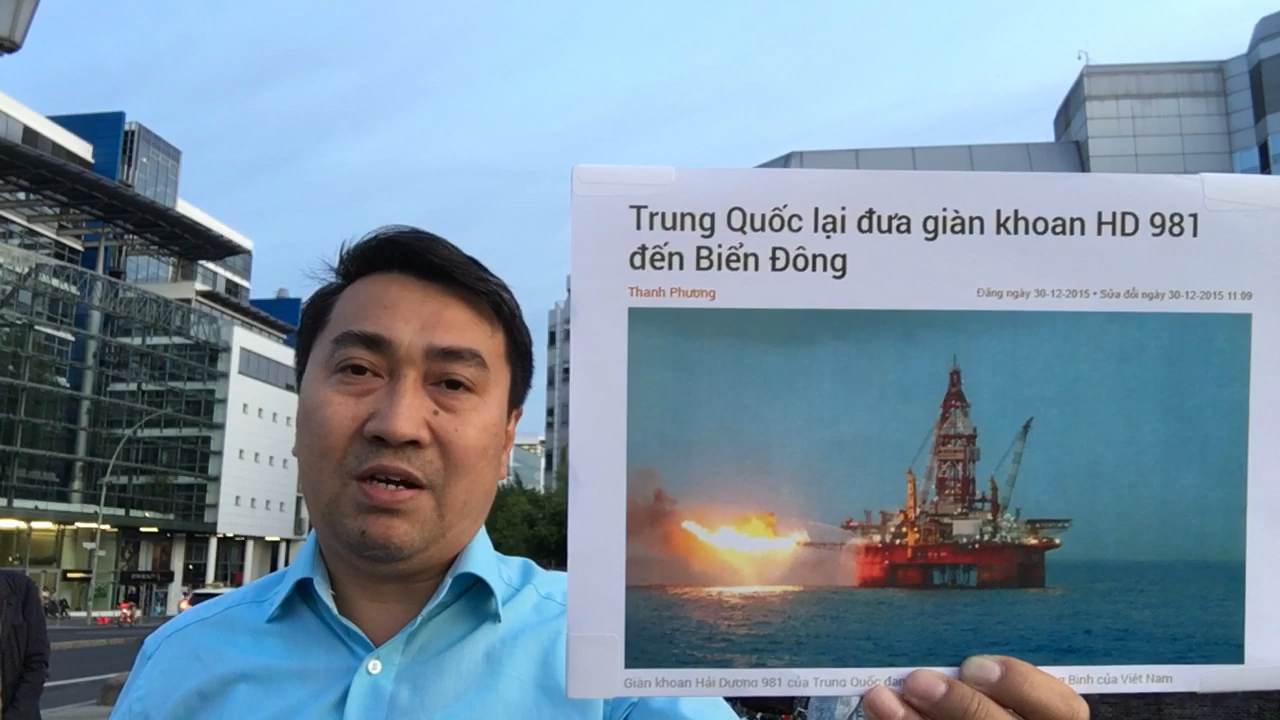 Trung Quốc lại đưa giàn khoan HD 981
đến Biển Đông
Thanh Phương
Đăng ngày 30-12-2015 • Sửa đổi ngày 30-12-2015 11:09
Giàn khoan Hải Dương 981 của Trung Quốc Bình của Việt Nam